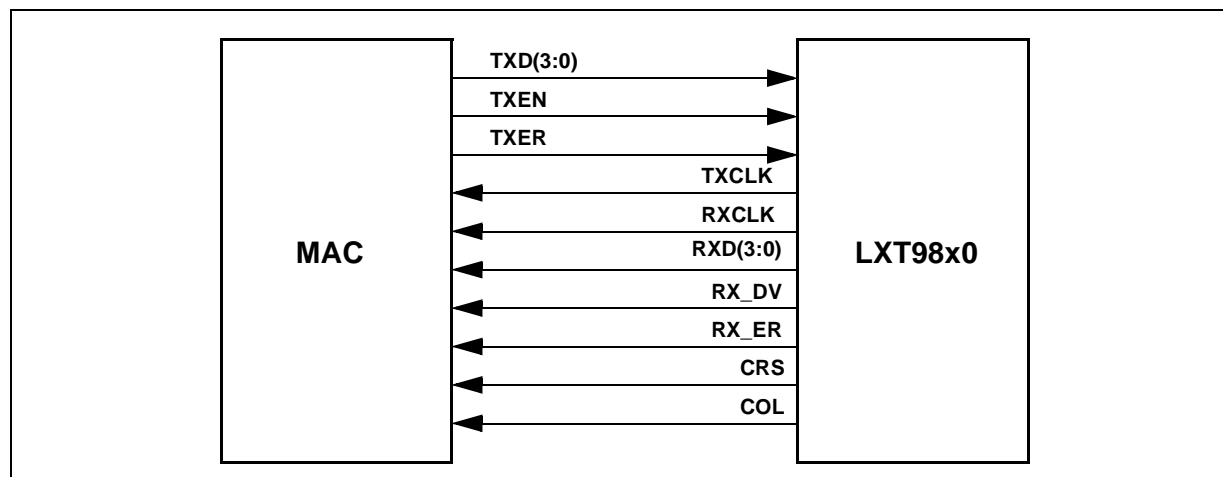 TXD(3:0)
TXEN
TXER
TXCLK
RXCLK
MAC
RXD(3:0)
LXT98x0
RX_DV
RX_ER
CRS
COL